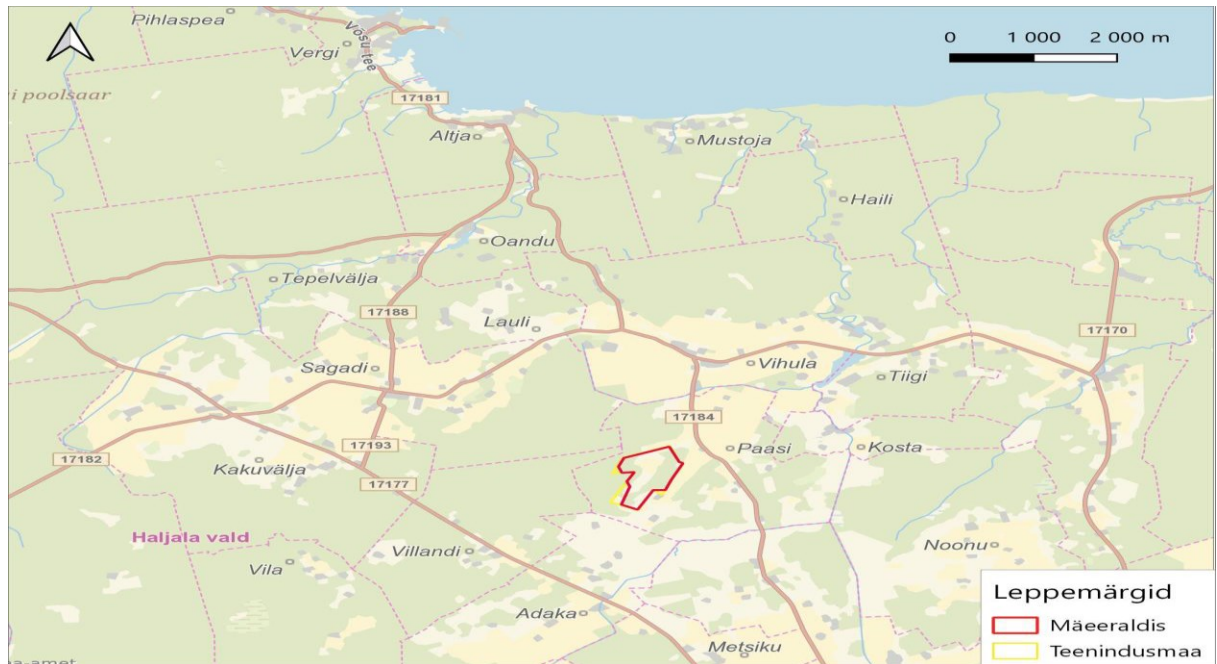 Pihlaspea
Vergi
Võsu tee
0 1 000 2 000 m
poolsaar
17181
Altja
Mustoja
Haili
Oandu
Tepelvälja
17188
Lauli
17170
Sagadi
Vihula
Tiigi
17184
17193
Paasi
Kosta
17182
Kakuvälja
17177
Haljala vald
Villandi
Vila
Noonu
Adaka
Metsiku
Leppemärgid
Mäeeraldis
Teenindusmaa